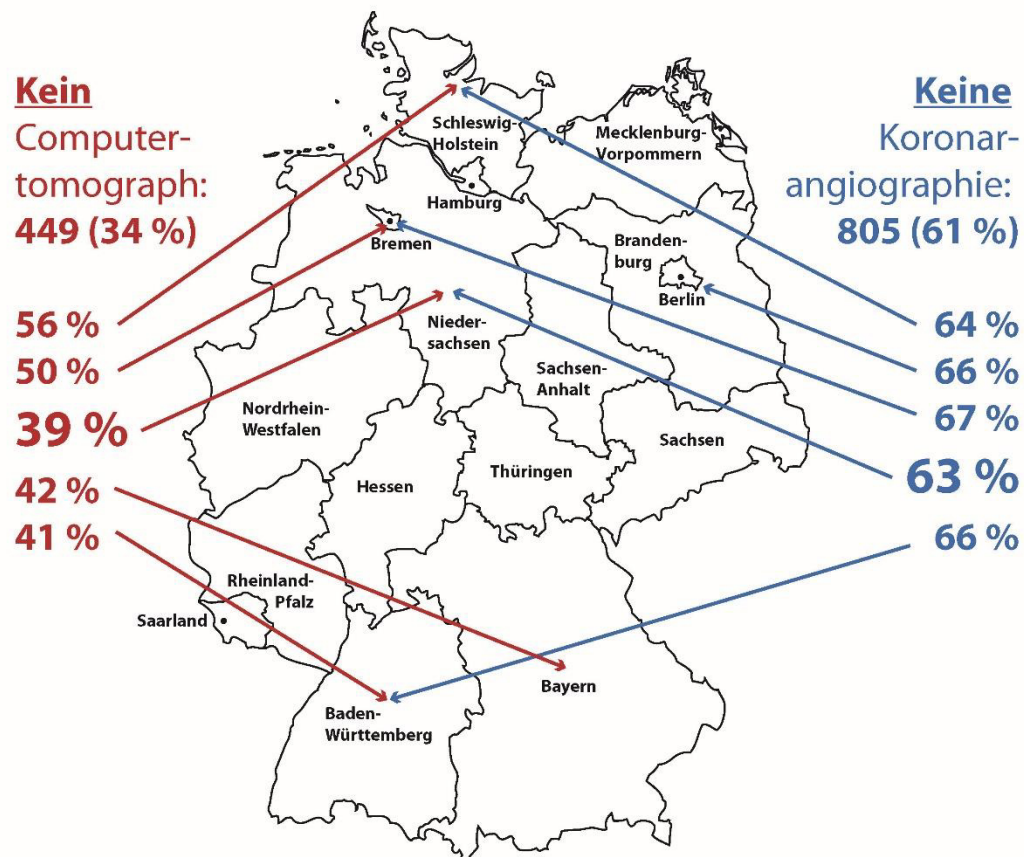 Kein
Computer-
tomograph:
449 (34 %)
56 %
50 %
39 %
42 %
41 %
Keine
Koronar-
angiographie:
805 (61 %)
64 %
66 %
67 %
63 %
66 %
Schleswig-
Holstein
Mecklenburg-
Vorpommern
Hamburg
Bremen
Branden-
burg
Berlin
Nieder-
sachsen
Sachsen-
Anhalt
Nordrhein-
Westfalen
Sachsen
Thüringen
Hessen
Rheinland-
Pfalz
Saarland
Bayern
Baden-
Württemberg